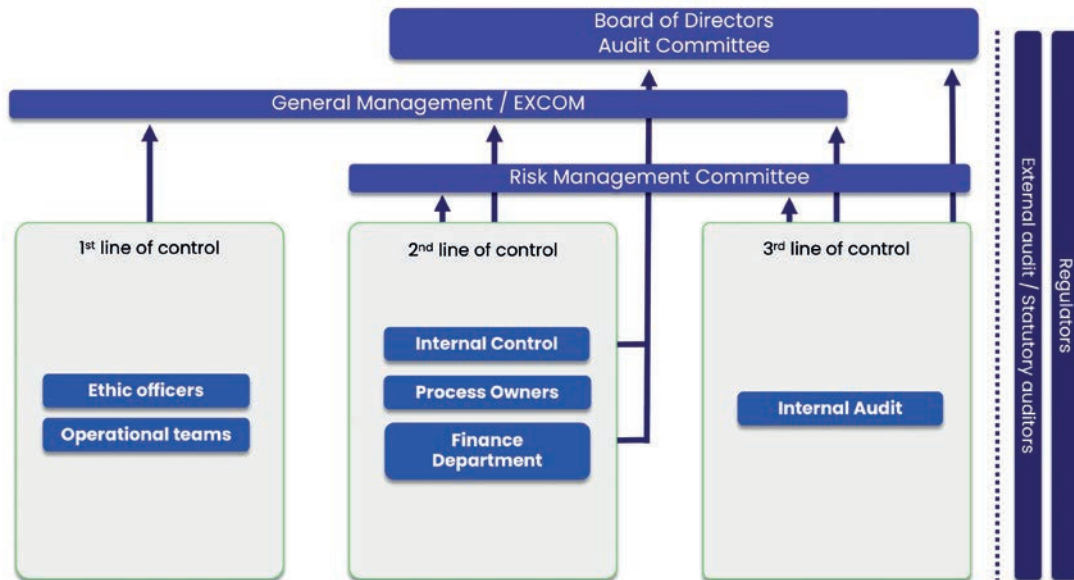 Board of Directors
Audit Committee
General Management / EXCOM
Risk Management Committee
1st line of control
2nd line of control
3rd line of control
Ethic officers
Operational teams
Internal Control
Process Owners
Finance
Department
Internal Audit
External audit / Statutory auditors
Regulators